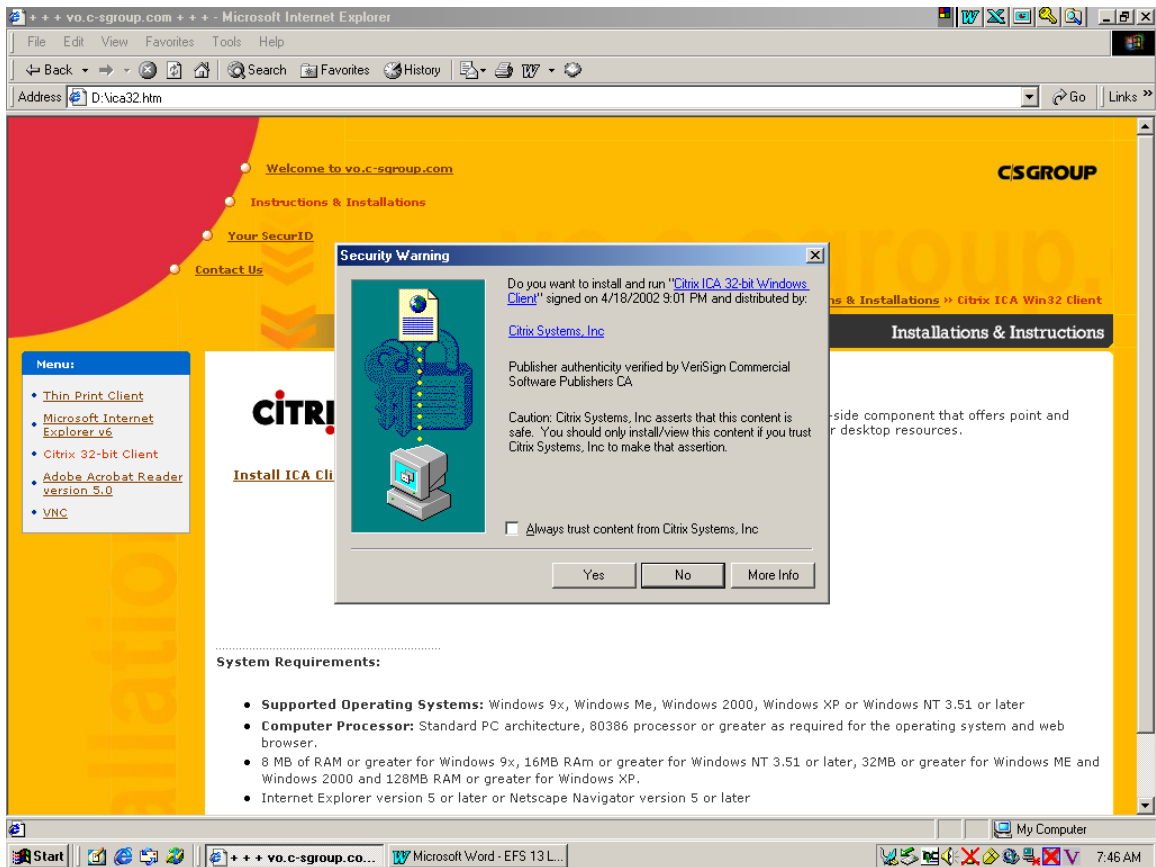 + + + vo.c-sgroup.com + + + - Microsoft Internet Explorer
File Edit View Favorites Tools Help
Back Search Favorites History
Address D:\ica32.htm Go Links »
Welcome to vo.c-sgroup.com
CSGROUP
Instructions & Installations
Your SecurID
Contact Us
group.
& Installations » Citrix ICA Win32 Client
Installations & Instructions
Menu:
Thin Print Client
Microsoft Internet
Explorer v6
Citrix 32-bit Client
Adobe Acrobat Reader
version 5.0
VNC
CITRI
-side component that offers point and
r desktop resources.
Install ICA Cli
Security Warning
Do you want to install and run "Citrix ICA 32-bit Windows
Client" signed on 4/18/2002 9:01 PM and distributed by:
Citrix Systems, Inc
Publisher authenticity verified by VeriSign Commercial
Software Publishers CA
Caution: Citrix Systems, Inc asserts that this content is
safe. You should only install/view this content if you trust
Citrix Systems, Inc to make that assertion.
Always trust content from Citrix Systems, Inc
Yes No More Info
System Requirements:
Supported Operating Systems: Windows 9x, Windows Me, Windows 2000, Windows XP or Windows NT 3.51 or later
Computer Processor: Standard PC architecture, 80386 processor or greater as required for the operating system and web
browser.
8 MB of RAM or greater for Windows 9x, 16MB RAm or greater for Windows NT 3.51 or later, 32MB or greater for Windows ME and
Windows 2000 and 128MB RAM or greater for Windows XP.
Internet Explorer version 5 or later or Netscape Navigator version 5 or later
My Computer
Start + + + vo.c-sgroup.co... Microsoft Word - EFS 13 L... 7:46 AM